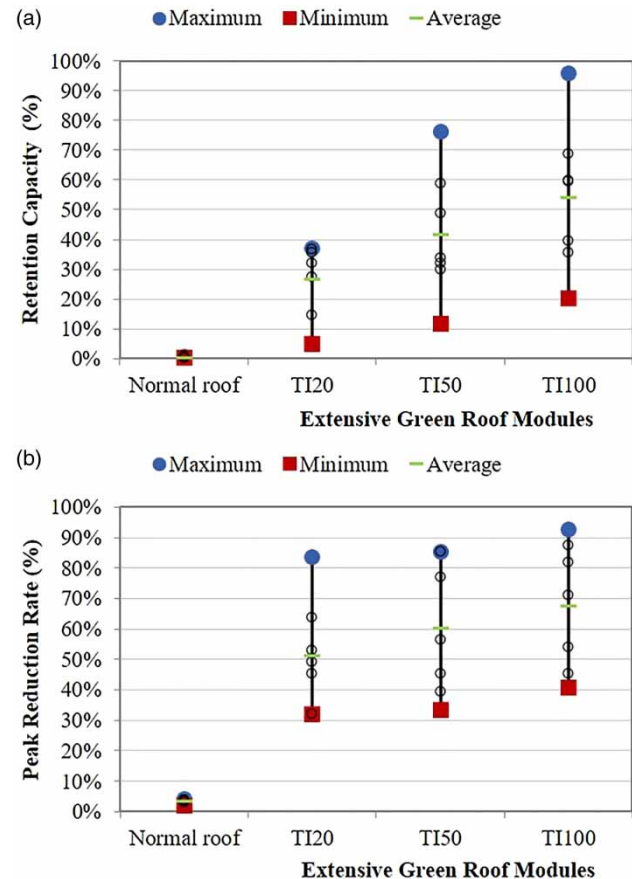 (a)
Maximum Minimum Average
Retention Capacity (%)
100%
90%
80%
70%
60%
50%
40%
30%
20%
10%
0%
Normal roof TI20 TI50 TI100
Extensive Green Roof Modules
(b)
Maximum Minimum Average
Peak Reduction Rate (%)
100%
90%
80%
70%
60%
50%
40%
30%
20%
10%
0%
Normal roof TI20 TI50 TI100
Extensive Green Roof Modules